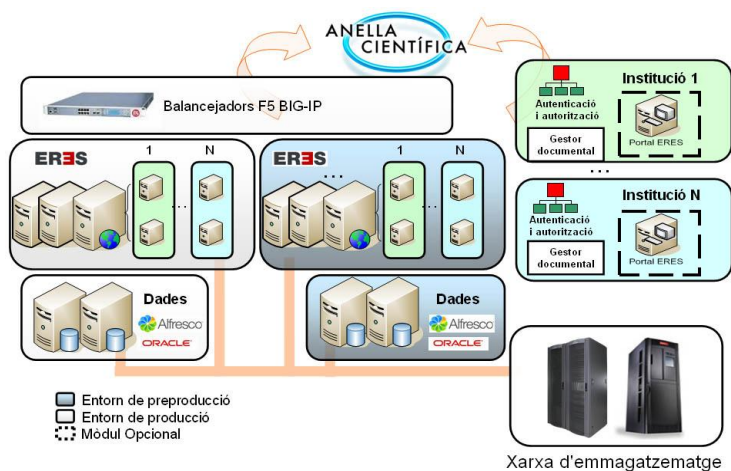 ANELLA
CIENTÍFICA
Balancejadors F5 BIG-IP
ERES
1
N
...
ERES
...
1
N
...
Institució 1
Autenticació
i autorització
Gestor
documental
Portal ERES
...
Institució N
Autenticació
i autorització
Gestor
documental
Portal ERES
Dades
Alfresco
ORACLE
Dades
Alfresco
ORACLE
Entorn de preproducció
Entorn de producció
Mòdul Opcional
Xarxa d'emmagatzematge